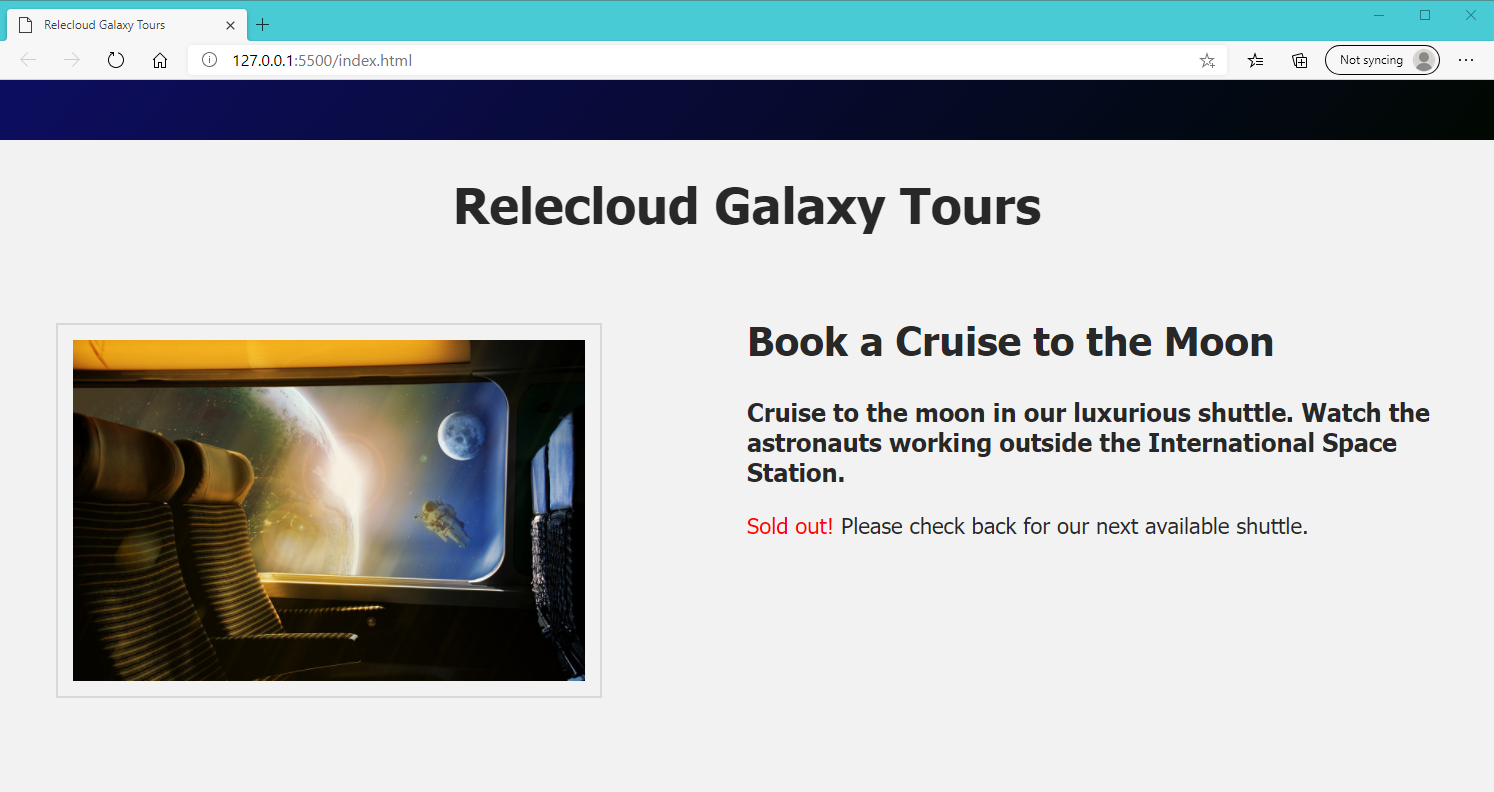 Relecloud Galaxy Tours
127.0.0.1:5500/index.html
Not syncing
Relecloud Galaxy Tours
Book a Cruise to the Moon
Cruise to the moon in our luxurious shuttle. Watch the
astronauts working outside the International Space
Station.
Sold out! Please check back for our next available shuttle.